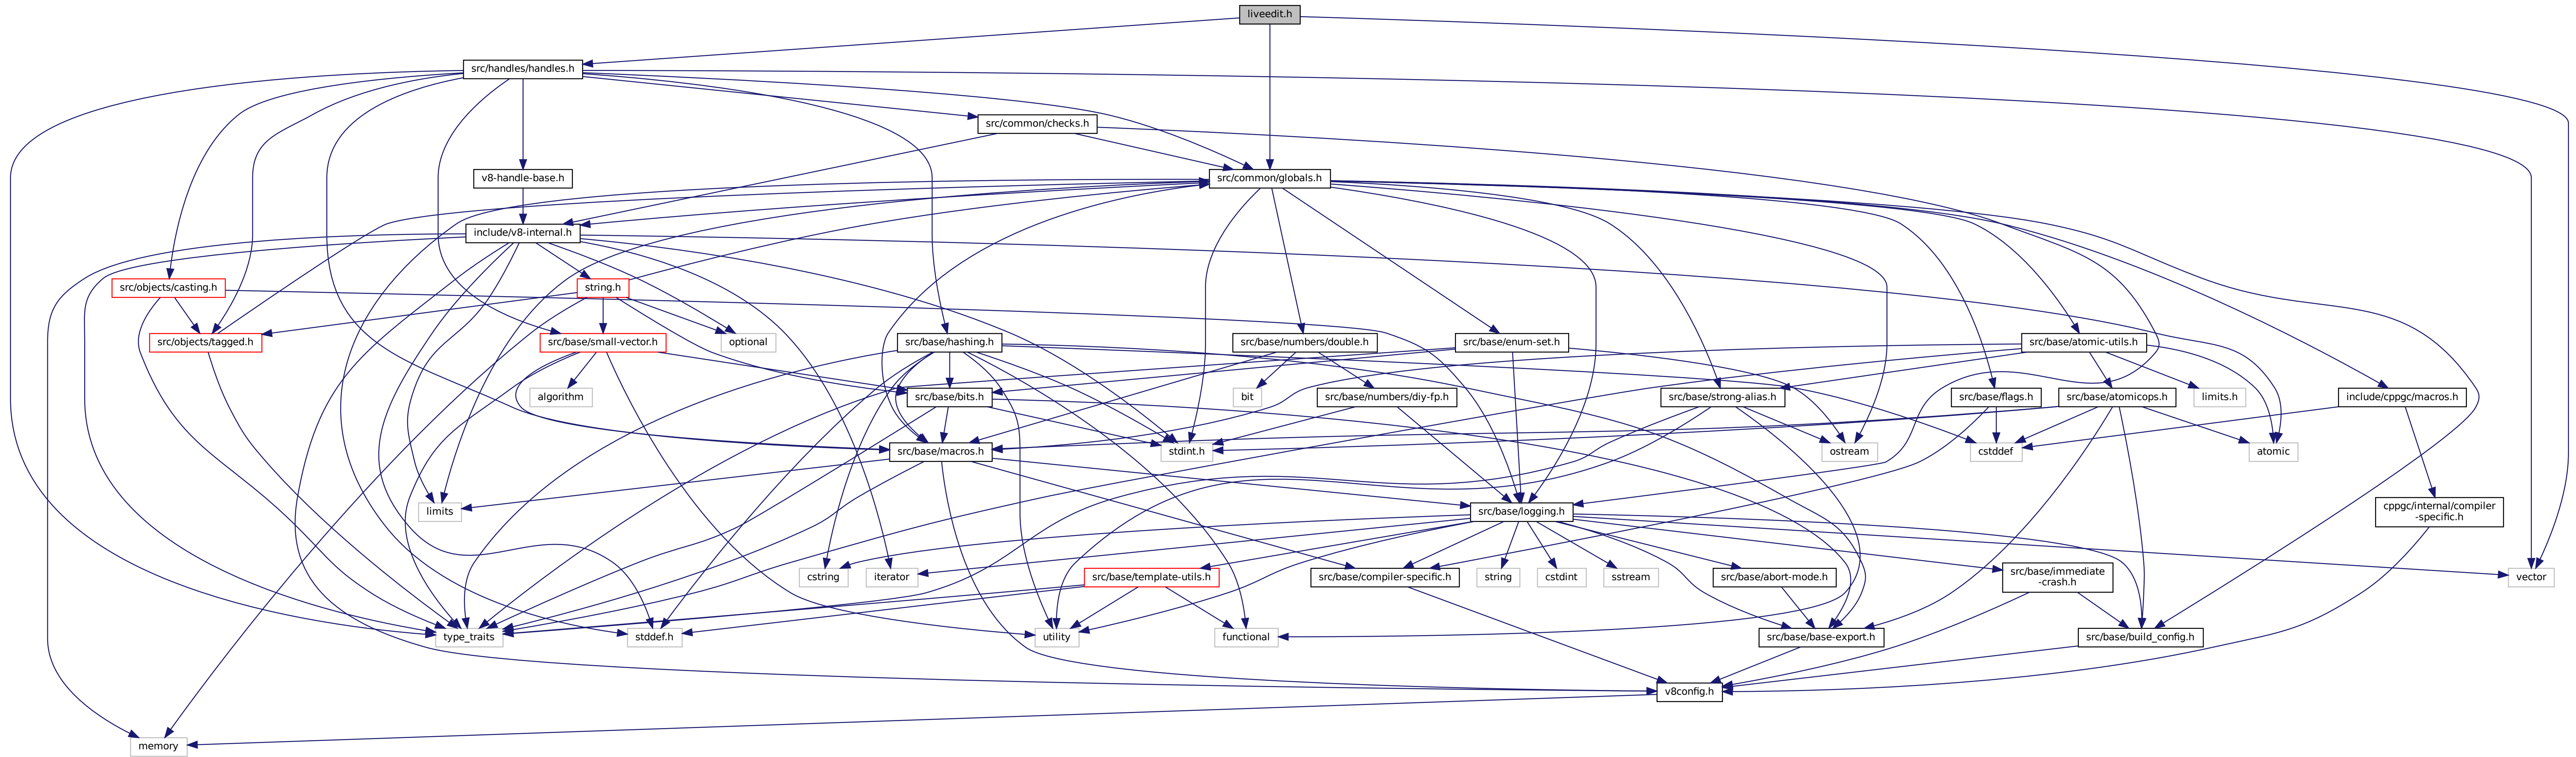 liveedit.h
src/handles/handles.h
src/common/checks.h
v8-handle-base.h
src/common/globals.h
include/v8-internal.h
src/objects/casting.h
string.h
src/objects/tagged.h
src/base/small-vector.h
optional
src/base/hashing.h
src/base/numbers/double.h
src/base/enum-set.h
src/base/atomic-utils.h
algorithm
src/base/bits.h
bit
src/base/numbers/diy-fp.h
src/base/strong-alias.h
src/base/flags.h
src/base/atomicops.h
limits.h
include/cppgc/macros.h
src/base/macros.h
stdint.h
ostream
cstddef
atomic
limits
src/base/logging.h
cppgc/internal/compiler
-specific.h
cstring
iterator
src/base/template-utils.h
src/base/compiler-specific.h
string
cstdint
sstream
src/base/abort-mode.h
src/base/immediate
-crash.h
vector
type_traits
stddef.h
utility
functional
src/base/base-export.h
src/base/build_config.h
v8config.h
memory